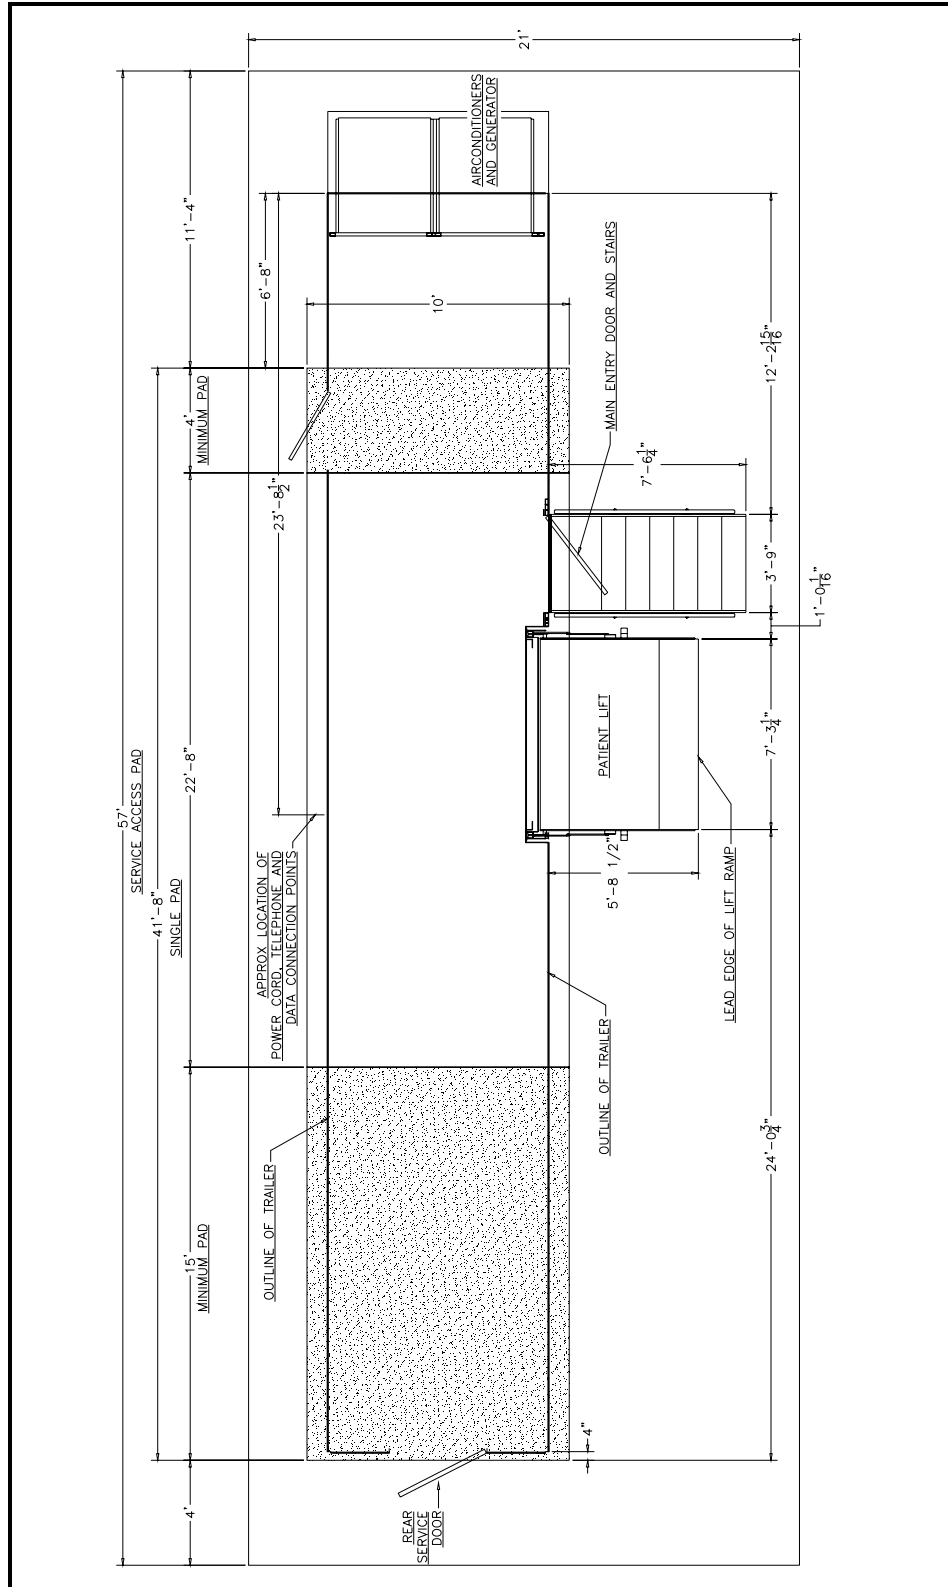 57'
SERVICE ACCESS PAD
41'-8"
SINGLE PAD
4'
15'
MINIMUM PAD
22'-8"
4'
MINIMUM PAD
11'-4"
6'-8"
23'-8 1/2"
APPROX LOCATION OF
POWER CORD, TELEPHONE AND
DATA CONNECTION POINTS
OUTLINE OF TRAILER
REAR
SERVICE
DOOR
10'
AIRCONDITIONERS
AND GENERATOR
21'
4"
OUTLINE OF TRAILER
5'-8 1/2"
PATIENT LIFT
MAIN ENTRY DOOR AND STAIRS
7'-6 1/4"
LEAD EDGE OF LIFT RAMP
24'-0 3/4"
7'-3 1/4"
1'-0 1/16"
3'-9"
12'-2 15/16"